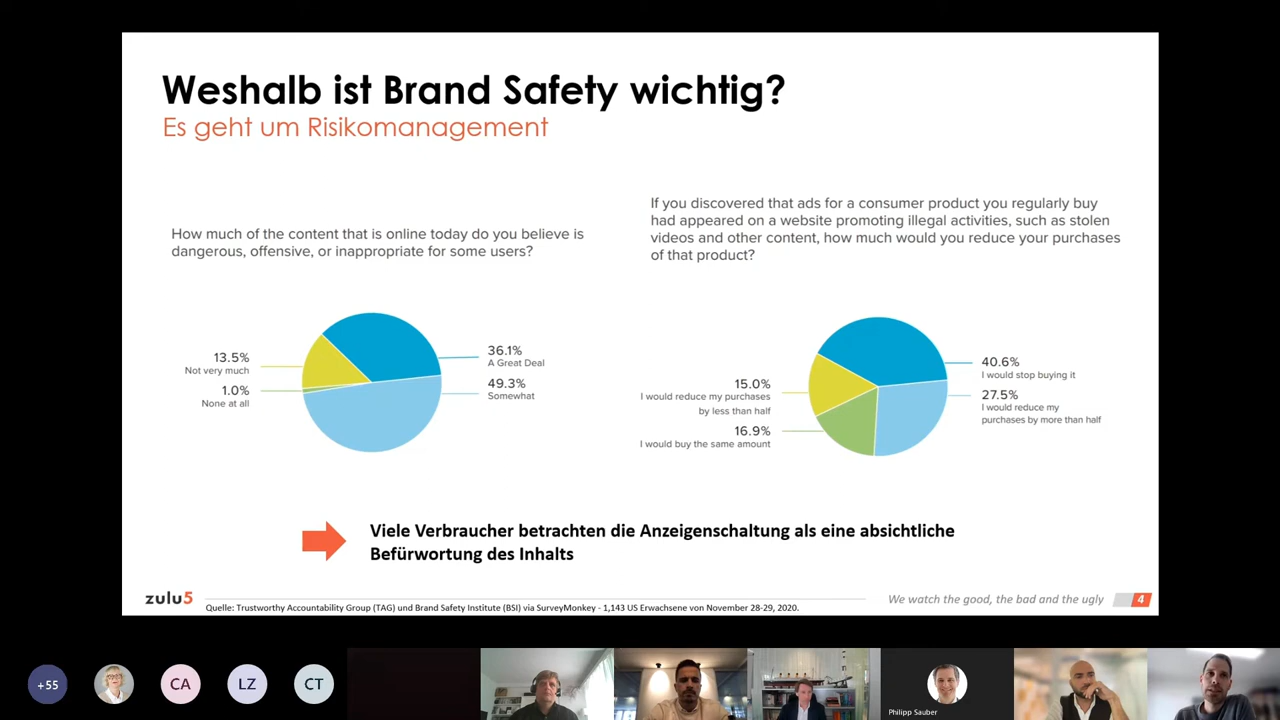 Weshalb ist Brand Safety wichtig?
Es geht um Risikomanagement
How much of the content that is online today do you believe is
dangerous, offensive, or inappropriate for some users?
13.5%
Not very much
1.0%
None at all
36.1%
A Great Deal
49.3%
Somewhat
If you discovered that ads for a consumer product you regularly buy
had appeared on a website promoting illegal activities, such as stolen
videos and other content, how much would you reduce your purchases
of that product?
15.0%
I would reduce my purchases
by less than half
16.9%
I would buy the same amount
40.6%
I would stop buying it
27.5%
I would reduce my
purchases by more than half
Viele Verbraucher betrachten die Anzeigenschaltung als eine absichtliche
Befürwortung des Inhalts
zulu5
Quelle: Trustworthy Accountability Group (TAG) und Brand Safety Institute (BSI) via SurveyMonkey - 1,143 US Erwachsene von November 28-29, 2020.
We watch the good, the bad and the ugly
4
+55
CA
LZ
CT
Philipp Sauber